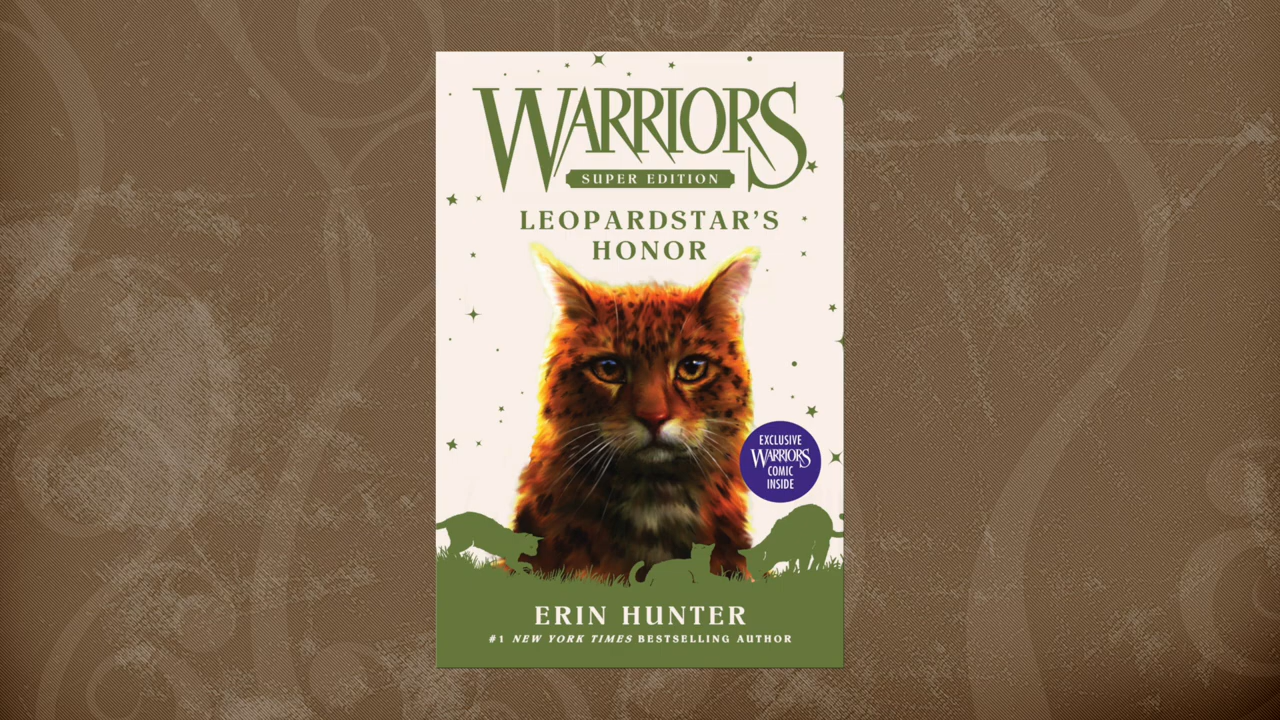 WARRIORS
SUPER EDITION
LEOPARDSTAR'S
HONOR
EXCLUSIVE
WARRIORS
COMIC
INSIDE
ERIN HUNTER
#1 NEW YORK TIMES BESTSELLING AUTHOR